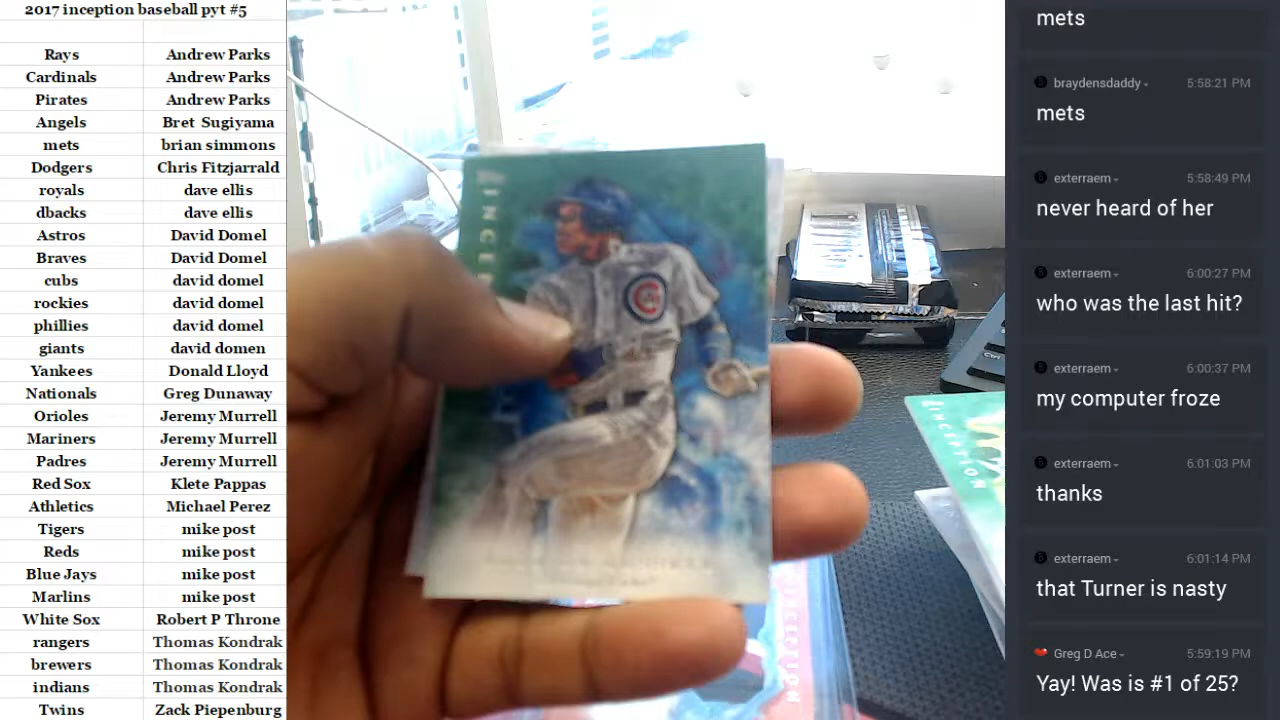 2017 inception baseball pyt #5
Rays Andrew Parks
Cardinals Andrew Parks
Pirates Andrew Parks
Angels Bret Sugiyama
mets brian simmons
Dodgers Chris Fitzjarrald
royals dave ellis
dbacks dave ellis
Astros David Domel
Braves David Domel
cubs david domel
rockies david domel
phillies david domel
giants david domen
Yankees Donald Lloyd
Nationals Greg Dunaway
Orioles Jeremy Murrell
Mariners Jeremy Murrell
Padres Jeremy Murrell
Red Sox Klete Pappas
Athletics Michael Perez
Tigers mike post
Reds mike post
Blue Jays mike post
Marlins mike post
White Sox Robert P Throne
rangers Thomas Kondrak
brewers Thomas Kondrak
indians Thomas Kondrak
Twins Zack Piepenburg
C
Ctrl
INCEPTION
INCEPTION
mets
braydensdaddy 5:58:21 PM
mets
exterraem 5:58:49 PM
never heard of her
exterraem 6:00:27 PM
who was the last hit?
exterraem 6:00:37 PM
my computer froze
exterraem 6:01:03 PM
thanks
exterraem 6:01:14 PM
that Turner is nasty
Greg D Ace 5:59:19 PM
Yay! Was is #1 of 25?